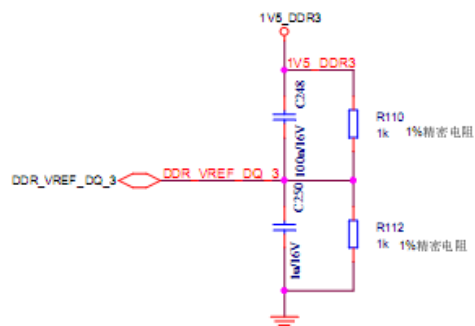 1V5_DDR3
1V5_DDR3
C248
100n/16V
R110
1k 1%精密电阻
DDR_VREF_DQ_3
DDR_VREF_DQ_3
C250
1u/16V
R112
1k 1%精密电阻